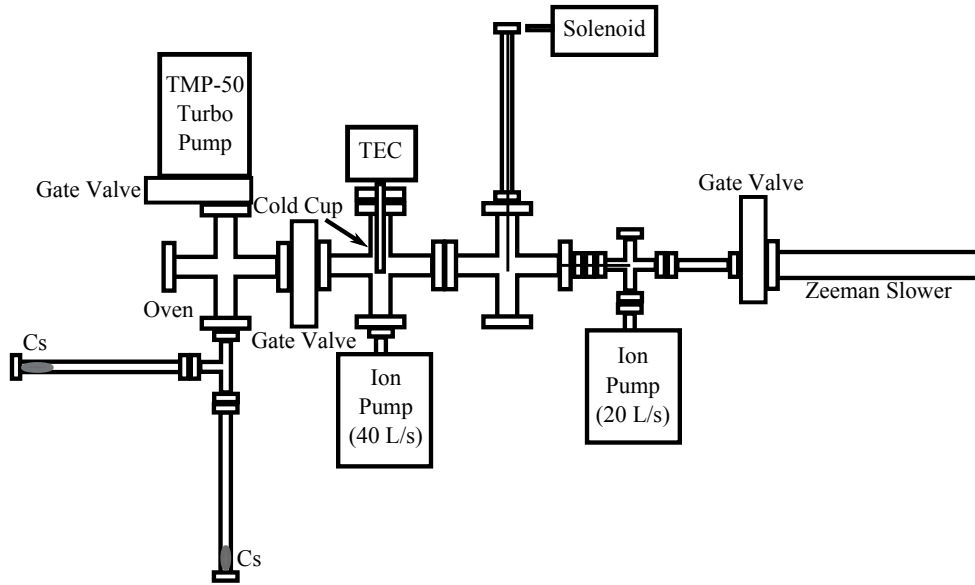 Solenoid
TMP-50
Turbo
Pump
TEC
Gate Valve
Gate Valve
Cold Cup
Oven
Zeeman Slower
Gate Valve
Cs
Ion
Pump
(40 L/s)
Ion
Pump
(20 L/s)
Cs